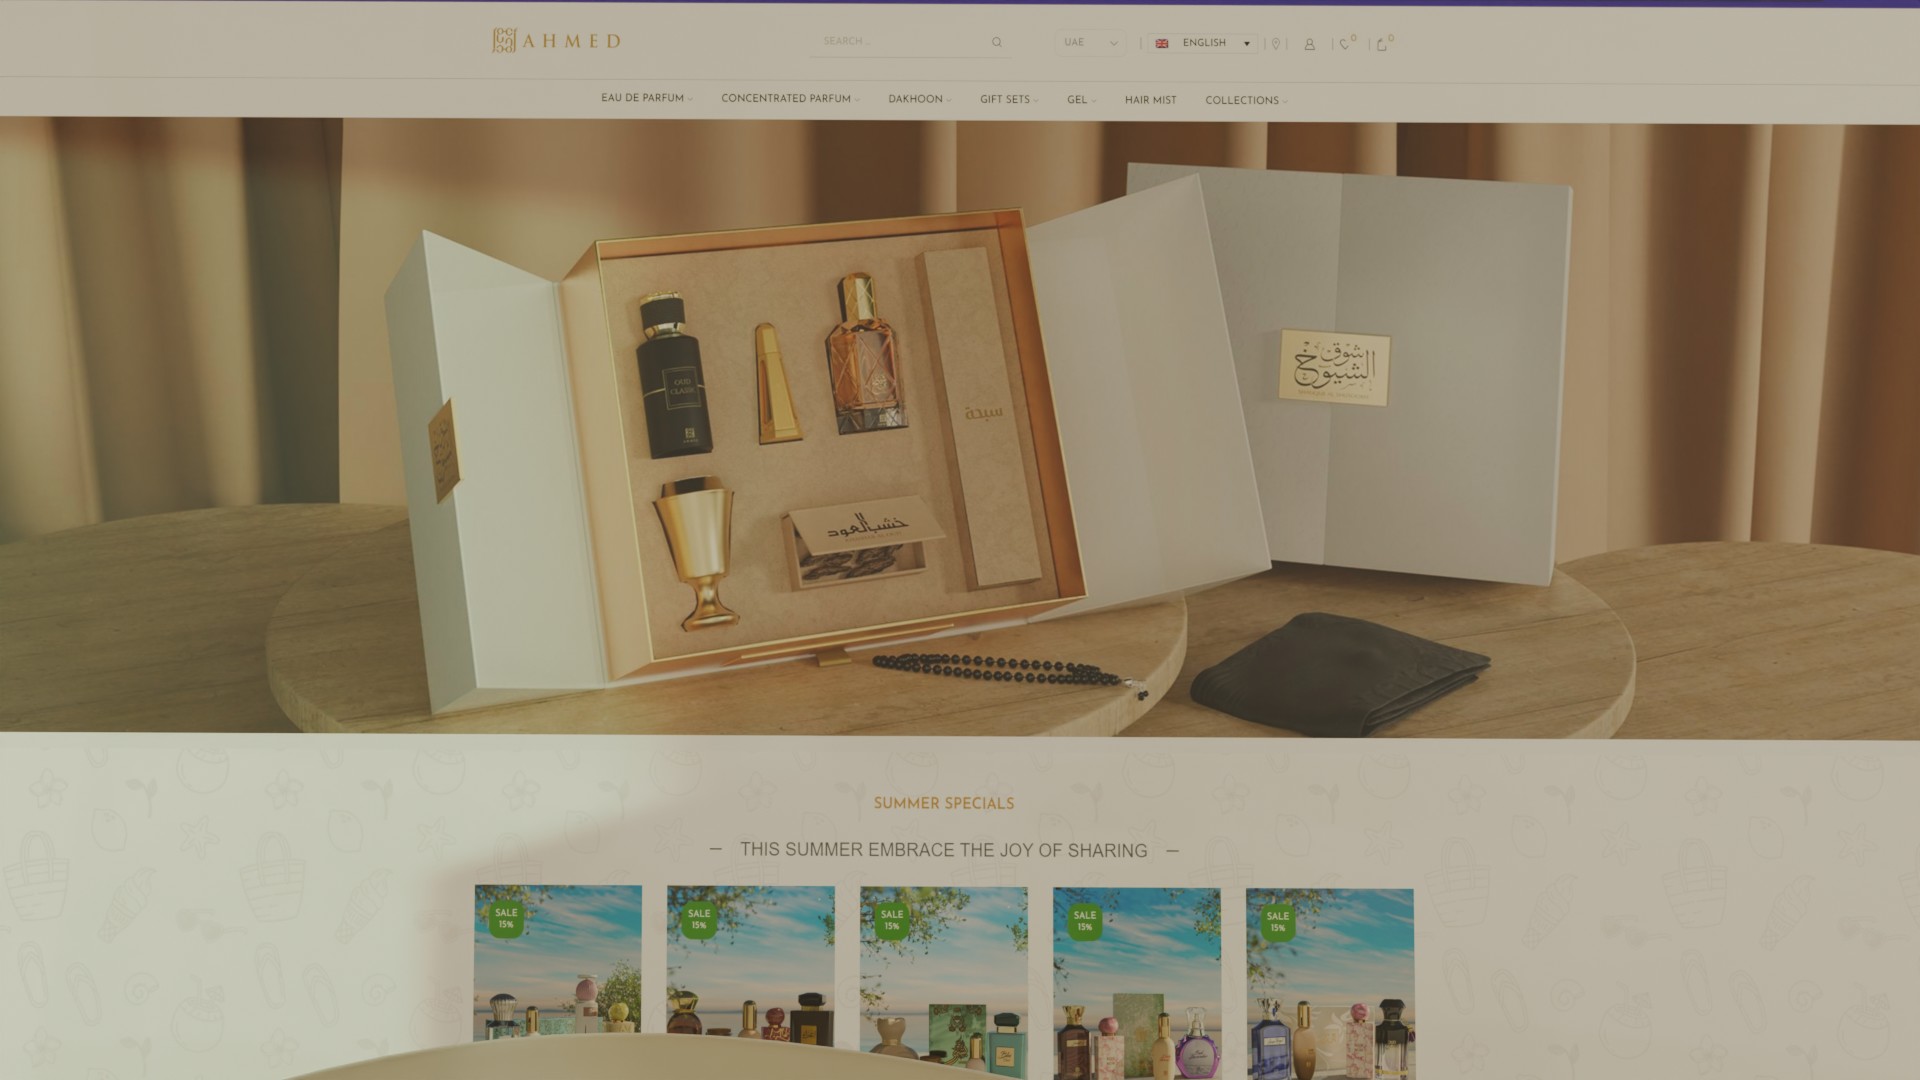 AHMED
SEARCH ...
UAE
ENGLISH
0
0
EAU DE PARFUM
CONCENTRATED PARFUM
DAKHOON
GIFT SETS
GEL
HAIR MIST
COLLECTIONS
شوق الشيوخ
OUD
CLASSIC
سبحة
خشب العود
SUMMER SPECIALS
— THIS SUMMER EMBRACE THE JOY OF SHARING —
SALE
15%
SALE
15%
SALE
15%
SALE
15%
SALE
15%